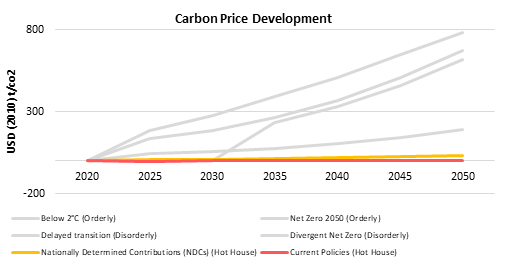 Carbon Price Development
800
300
-200
USD (2010) t/co2
2020 2025 2030 2035 2040 2045 2050
Below 2°C (Orderly) Net Zero 2050 (Orderly)
Delayed transition (Disorderly) Divergent Net Zero (Disorderly)
Nationally Determined Contributions (NDCs) (Hot House) Current Policies (Hot House)